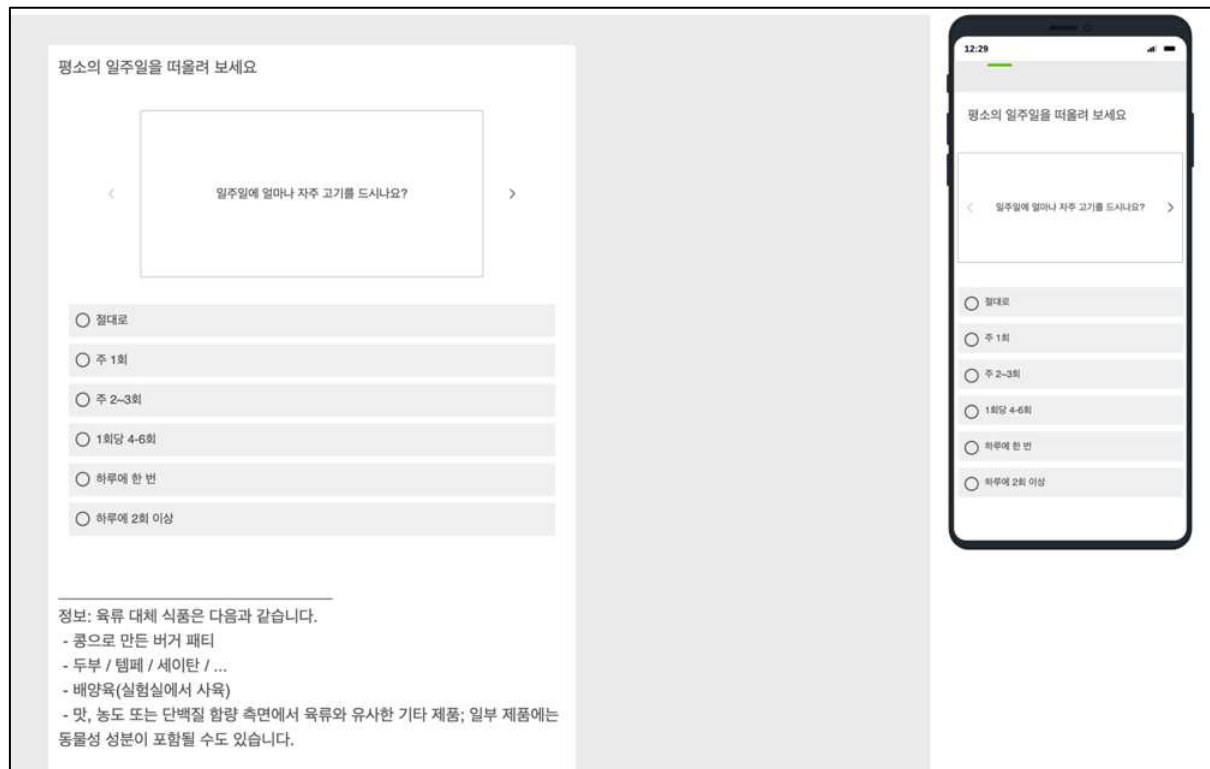 평소의 일주일을 떠올려 보세요
일주일에 얼마나 자주 고기를 드시나요?
절대로
주 1회
주 2~3회
1회당 4-6회
하루에 한 번
하루에 2회 이상
정보: 육류 대체 식품은 다음과 같습니다.
- 콩으로 만든 버거 패티
- 두부 / 템페 / 세이탄 / ...
- 배양육(실험실에서 사육)
- 맛, 농도 또는 단백질 함량 측면에서 육류와 유사한 기타 제품; 일부 제품에는
동물성 성분이 포함될 수도 있습니다.
12:29
평소의 일주일을 떠올려 보세요
일주일에 얼마나 자주 고기를 드시나요?
절대로
주 1회
주 2~3회
1회당 4-6회
하루에 한 번
하루에 2회 이상